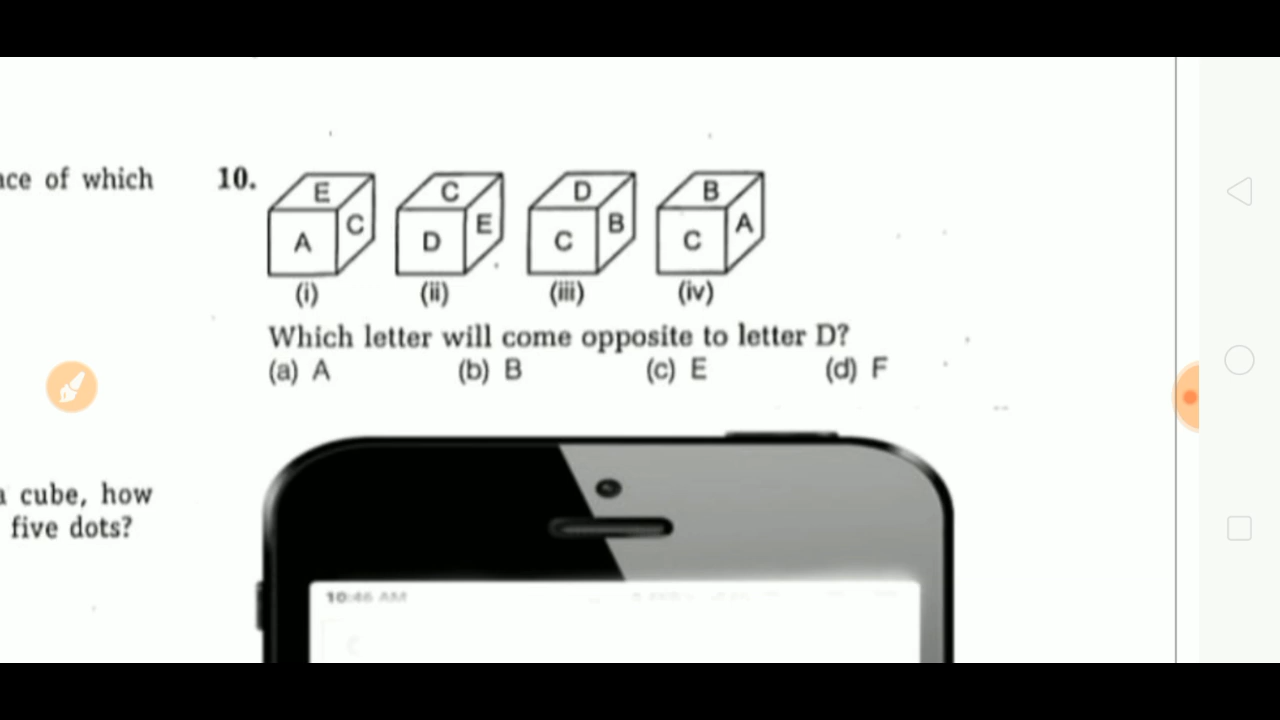 ace of which
10.
E A C
C D E
D C B
B C A
(i) (ii) (iii) (iv)
Which letter will come opposite to letter D?
(a) A (b) B (c) E (d) F
a cube, how
five dots?
10:46 AM